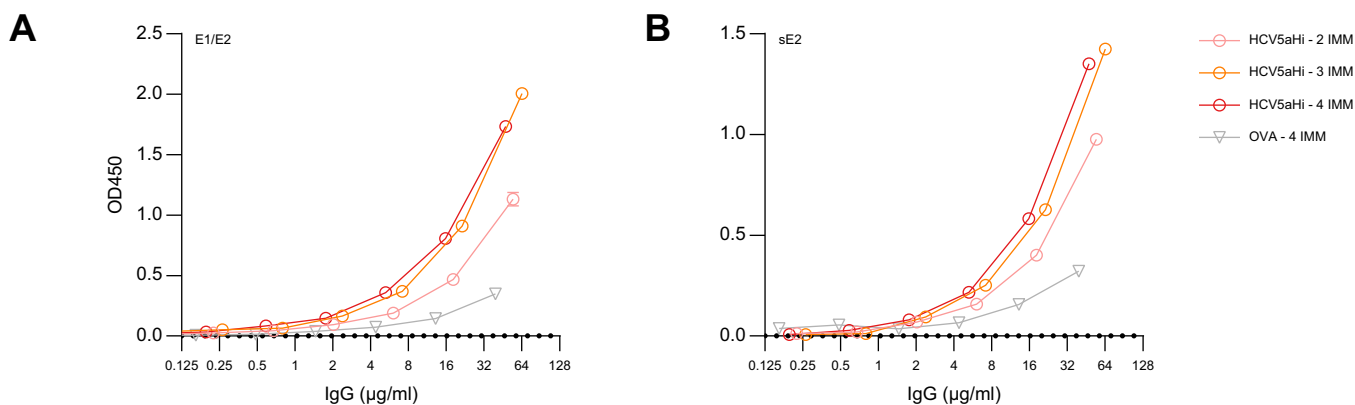 A
E1/E2
OD450
2.5
2.0
1.5
1.0
0.5
0.0
0.125 0.25 0.5 1 2 4 8 16 32 64 128
IgG (µg/ml)
B
sE2
1.5
1.0
0.5
0.0
0.125 0.25 0.5 1 2 4 8 16 32 64 128
IgG (µg/ml)
HCV5aHi - 2 IMM
HCV5aHi - 3 IMM
HCV5aHi - 4 IMM
OVA - 4 IMM